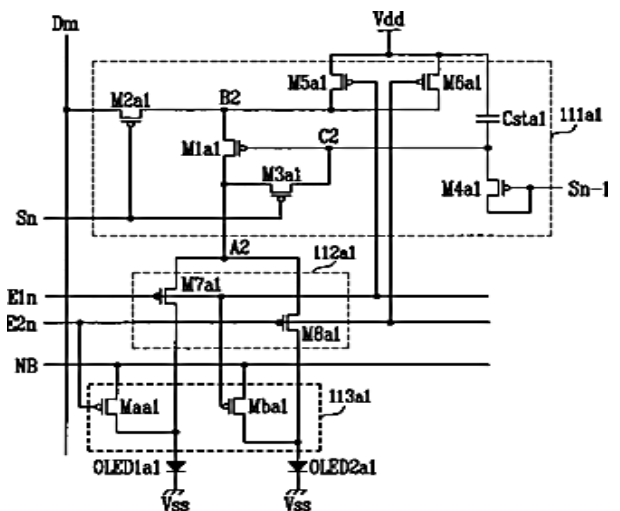 Dm
Vdd
M5a1
M6a1
M2a1
B2
Csta1
111a1
M1a1
C2
M3a1
M4a1
Sn-1
Sn
A2
112a1
M7a1
E1n
E2n
M8a1
NB
113a1
Maa1
Mba1
OLED1a1
OLED2a1
Vss
Vss